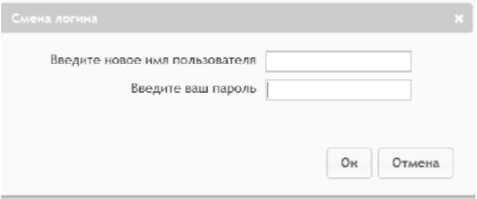 Смена логина
Введите новое имя пользователя
Введите ваш пароль
Ок Отмена